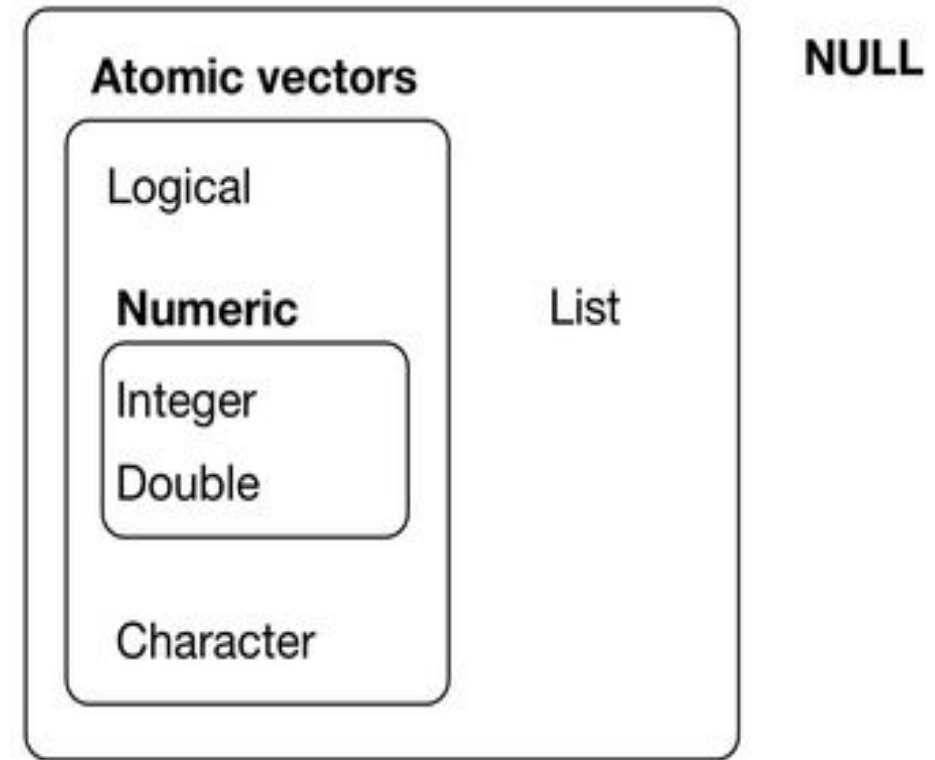 NULL
Atomic vectors
Logical
Numeric
List
Integer
Double
Character